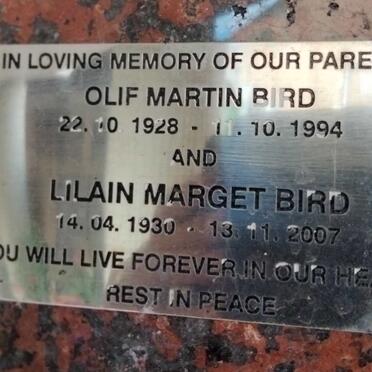 IN LOVING MEMORY OF OUR PARE
OLIF MARTIN BIRD
22.10 1928 - 11.10.1994
AND
LILAIN MARGET BIRD
14.04.1930 - 13.11.2007
OU WILL LIVE FOREVER IN OUR HEA
REST IN PEACE